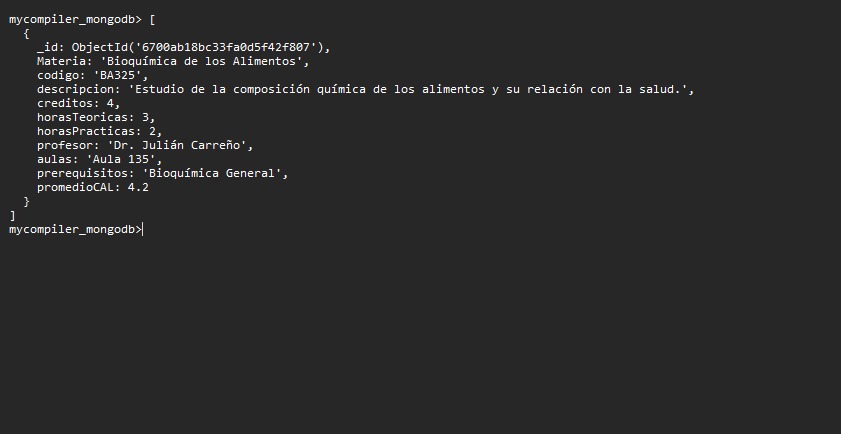 mycompiler_mongodb> [
  {
    _id: ObjectId('6700ab18bc33fa0d5f42f807'),
    Materia: 'Bioquímica de los Alimentos',
    codigo: 'BA325',
    descripcion: 'Estudio de la composición química de los alimentos y su relación con la salud.',
    creditos: 4,
    horasTeoricas: 3,
    horasPracticas: 2,
    profesor: 'Dr. Julián Carreño',
    aulas: 'Aula 135',
    prerequisitos: 'Bioquímica General',
    promedioCAL: 4.2
  }
]
mycompiler_mongodb>